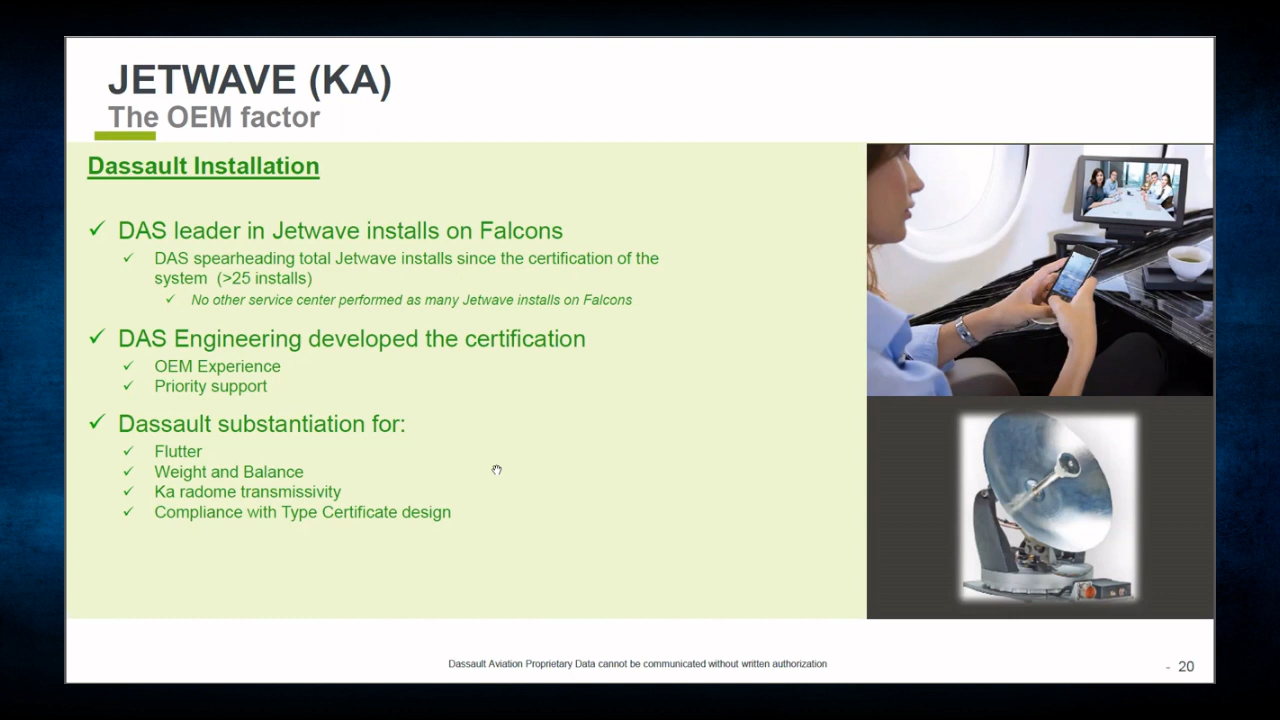 JETWAVE (KA)
The OEM factor
Dassault Installation
✓ DAS leader in Jetwave installs on Falcons
✓ DAS spearheading total Jetwave installs since the certification of the
system (>25 installs)
✓ No other service center performed as many Jetwave installs on Falcons
✓ DAS Engineering developed the certification
✓ OEM Experience
✓ Priority support
✓ Dassault substantiation for:
✓ Flutter
✓ Weight and Balance
✓ Ka radome transmissivity
✓ Compliance with Type Certificate design
Dassault Aviation Proprietary Data cannot be communicated without written authorization
- 20